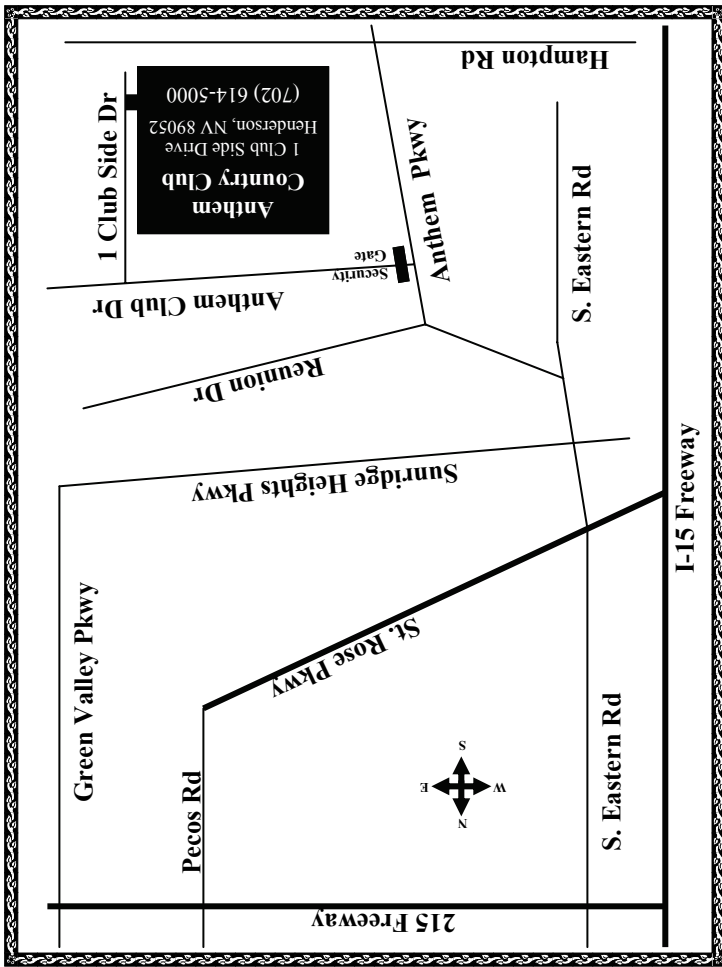 215 Freeway
Pecos Rd
Green Valley Pkwy
S. Eastern Rd
N
W
E
S
St. Rose Pkwy
I-15 Freeway
Sunridge Heights Pkwy
Reunion Dr
S. Eastern Rd
Anthem Club Dr
Security
Gate
Anthem Pkwy
1 Club Side Dr
Anthem
Country Club
1 Club Side Drive
Henderson, NV 89052
(702) 614-5000
Hampton Rd